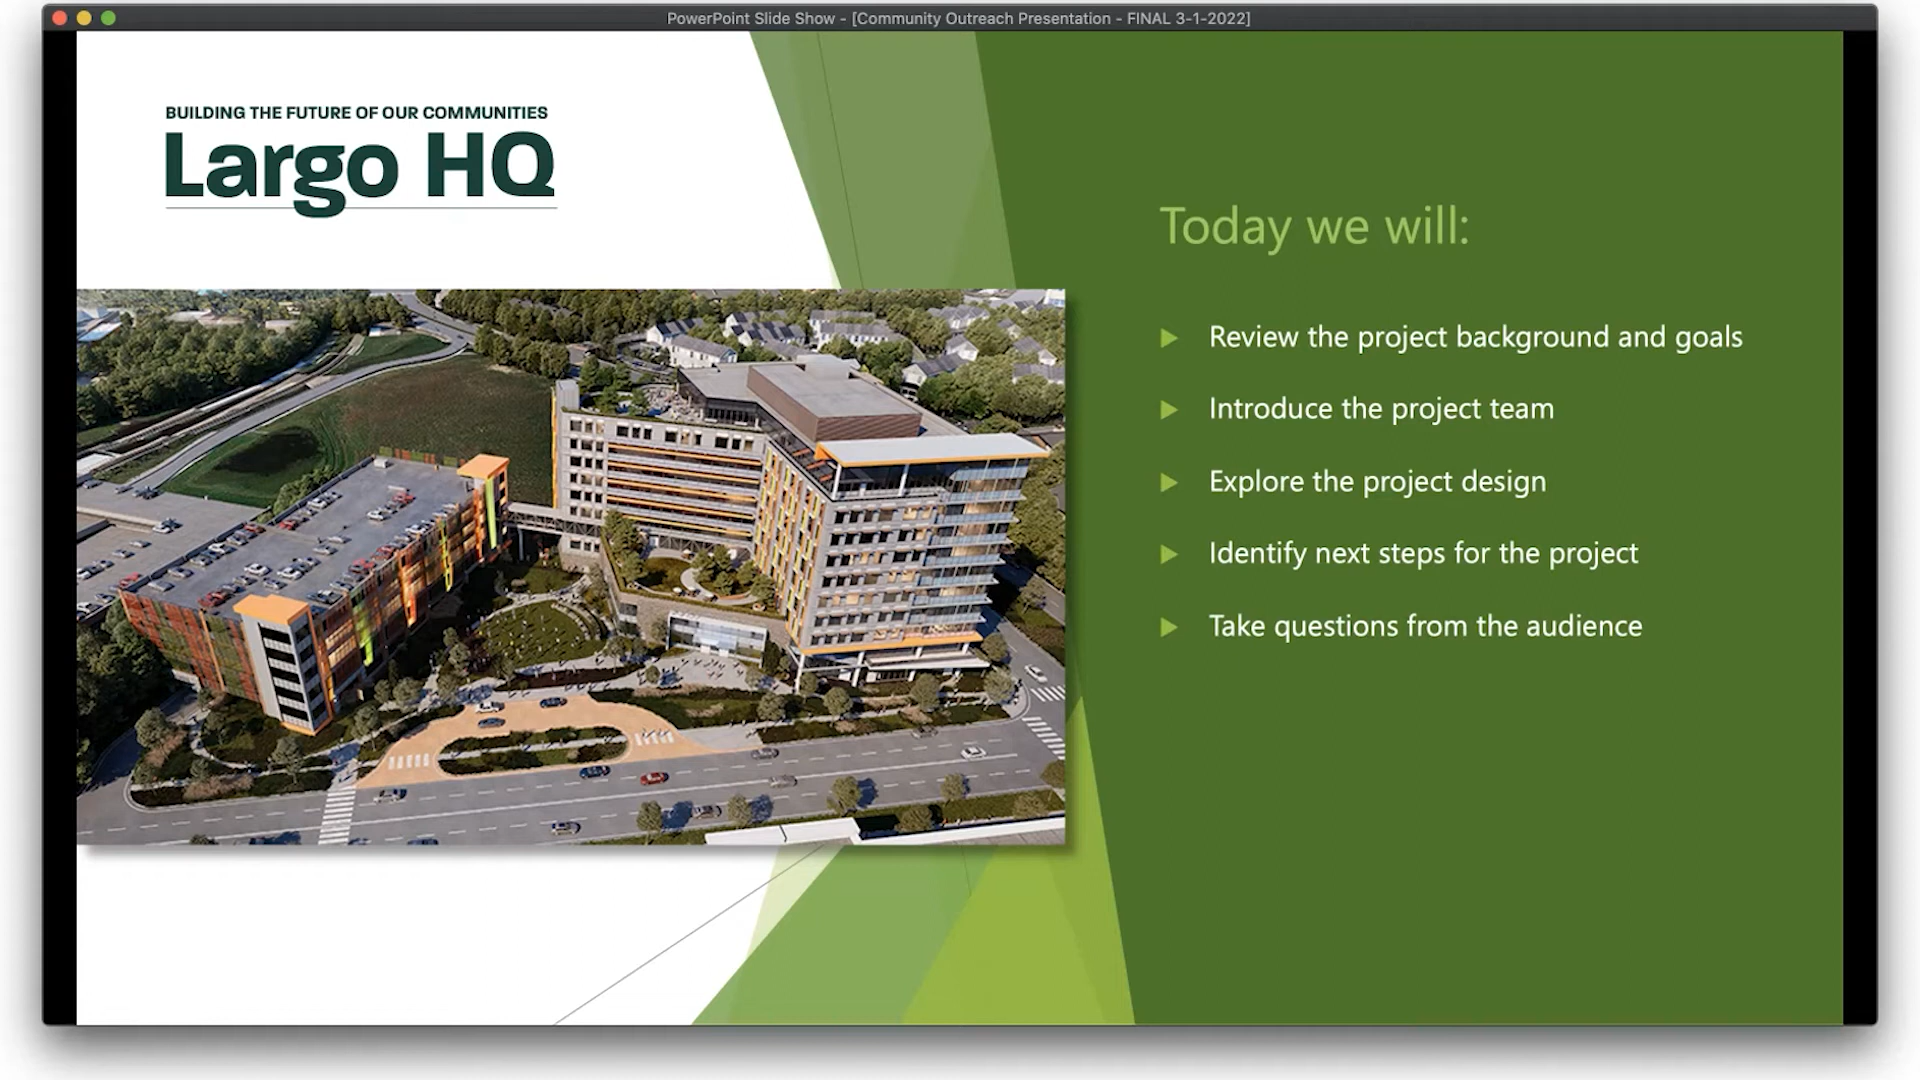 PowerPoint Slide Show - [Community Outreach Presentation - FINAL 3-1-2022]
BUILDING THE FUTURE OF OUR COMMUNITIES
Largo HQ
Today we will:
Review the project background and goals
Introduce the project team
Explore the project design
Identify next steps for the project
Take questions from the audience